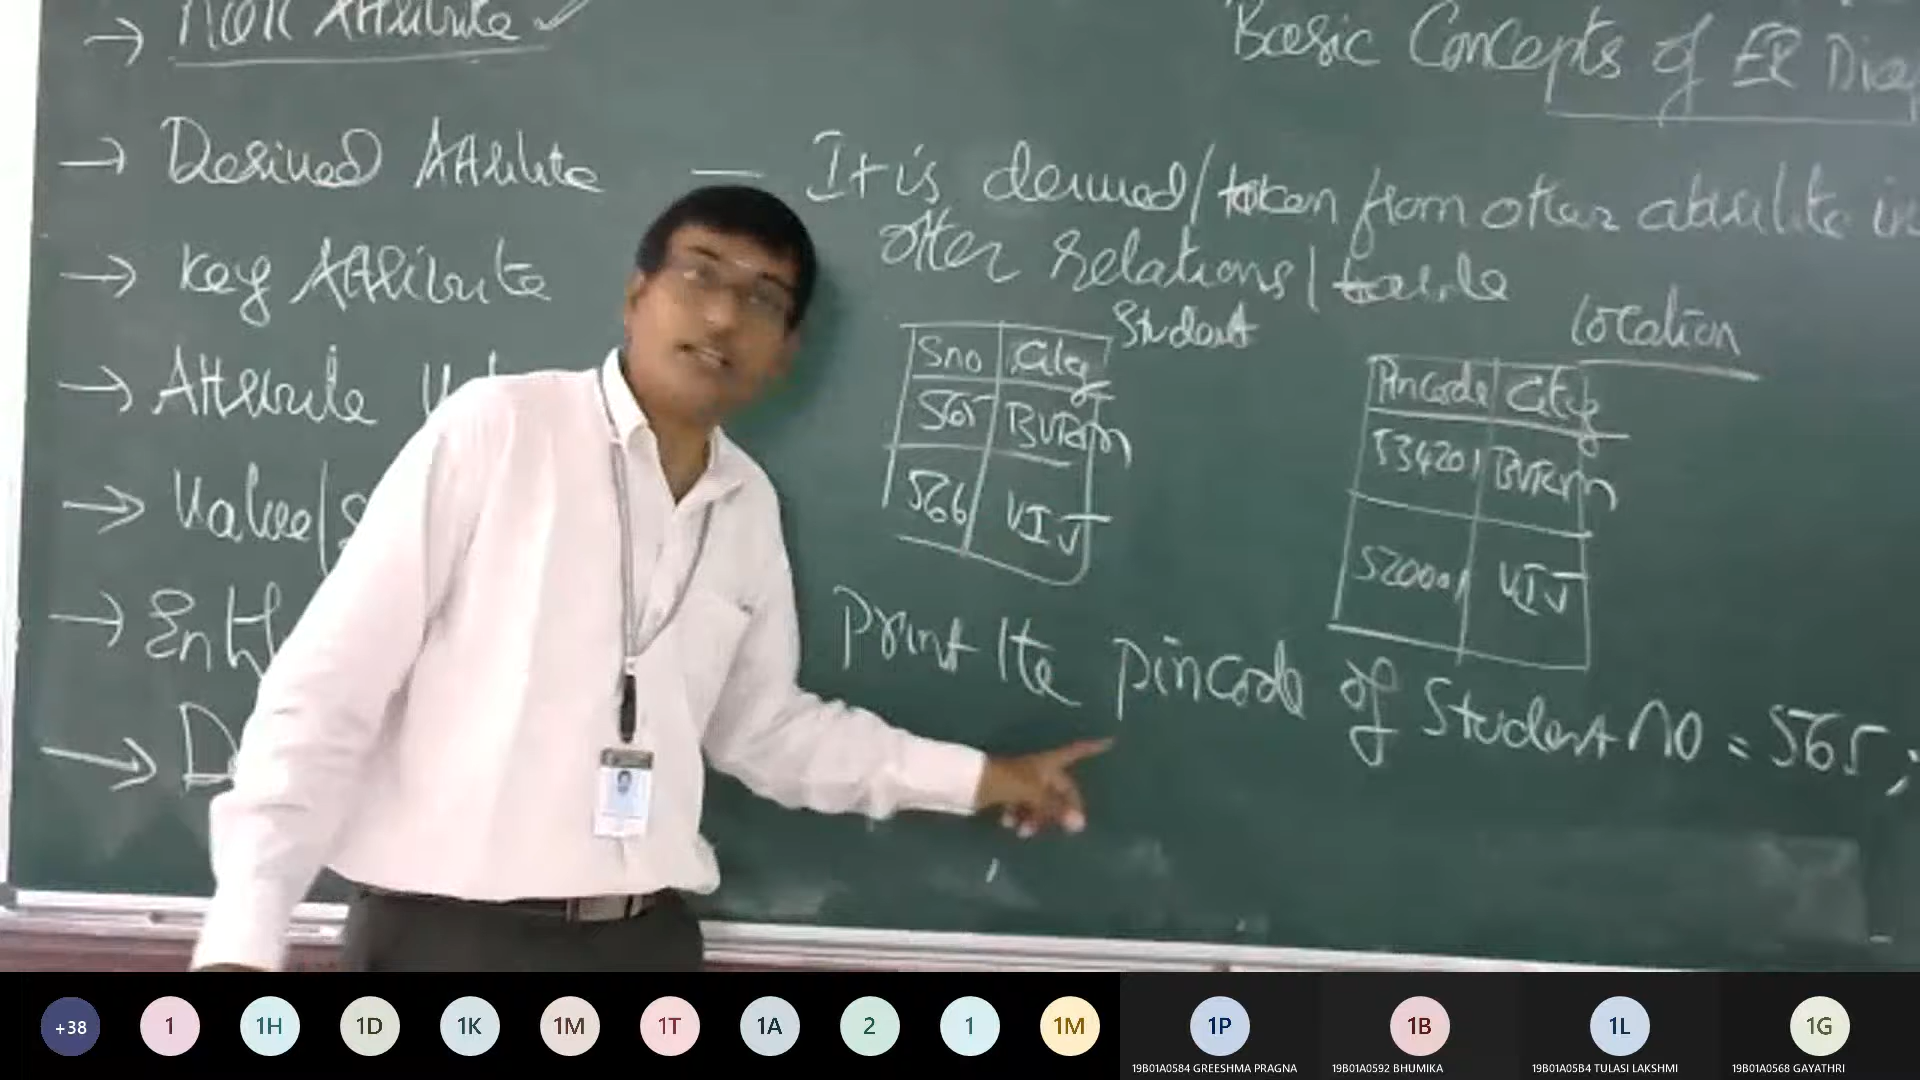 → Non Attribute ✓
Basic Concepts of ER
→ Derived Attribute — It is derived/taken from other attribute in
other relations/table
→ Key Attribute
Student
Location
Sno City
565 BVRm
566 VIJ
Pincode City
534201 BVRm
520001 VIJ
→ Attribute
→ Value/
→
→ D
Print the pincode of Student no = 565;
+38 1 1H 1D 1K 1M 1T 1A 2 1 1M 1P 1B 1L 1G
19B01A0584 GREESHMA PRAGNA
19B01A0592 BHUMIKA
19B01A05B4 TULASI LAKSHMI
19B01A0568 GAYATHRI